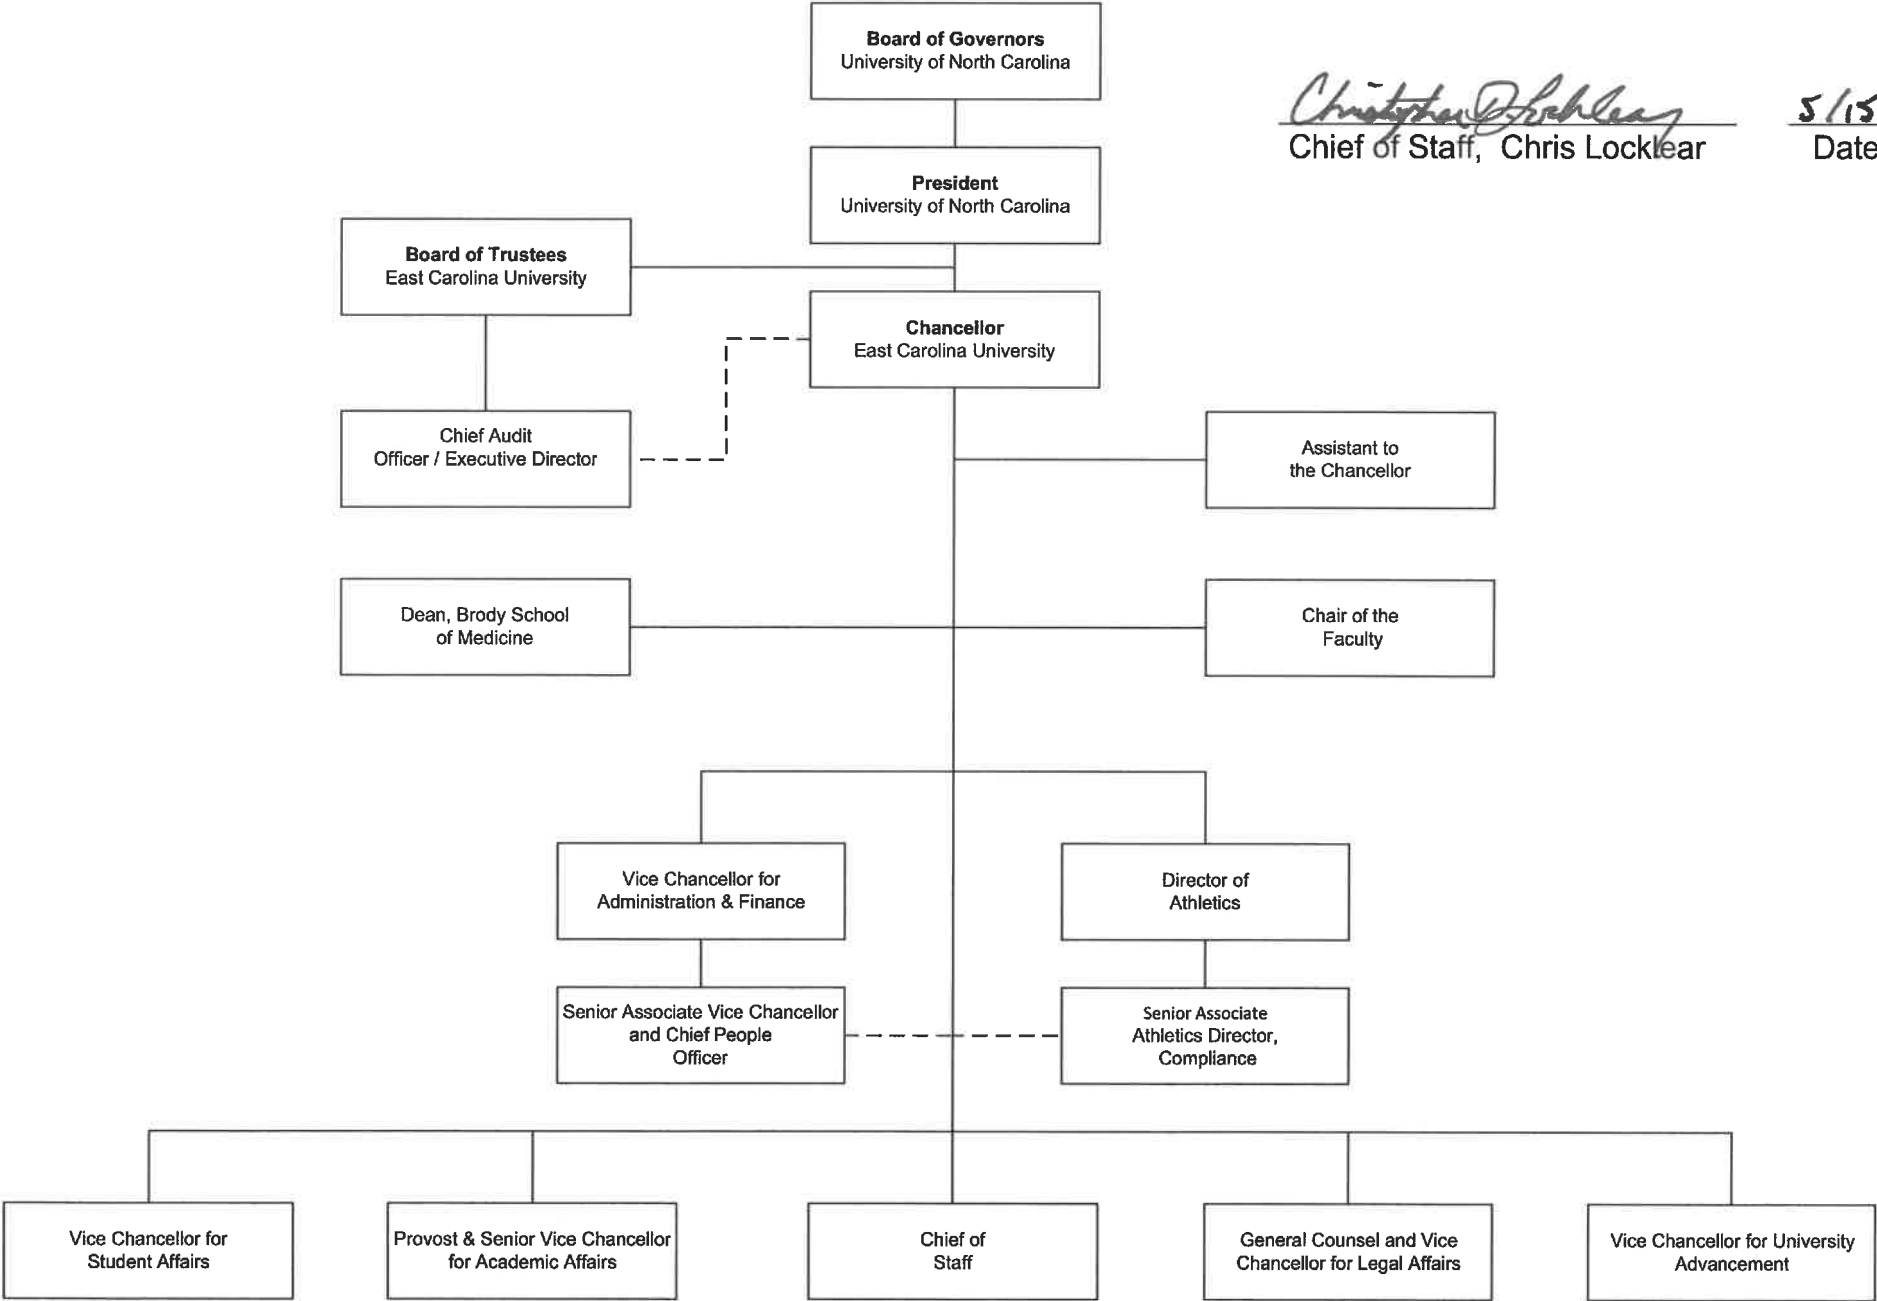 Board of Governors
University of North Carolina
Christopher D Locklear
5/15
Chief of Staff, Chris Locklear
Date
President
University of North Carolina
Board of Trustees
East Carolina University
Chancellor
East Carolina University
Chief Audit
Officer / Executive Director
Assistant to
the Chancellor
Dean, Brody School
of Medicine
Chair of the
Faculty
Vice Chancellor for
Administration & Finance
Director of
Athletics
Senior Associate Vice Chancellor
and Chief People
Officer
Senior Associate
Athletics Director,
Compliance
Vice Chancellor for
Student Affairs
Provost & Senior Vice Chancellor
for Academic Affairs
Chief of
Staff
General Counsel and Vice
Chancellor for Legal Affairs
Vice Chancellor for University
Advancement